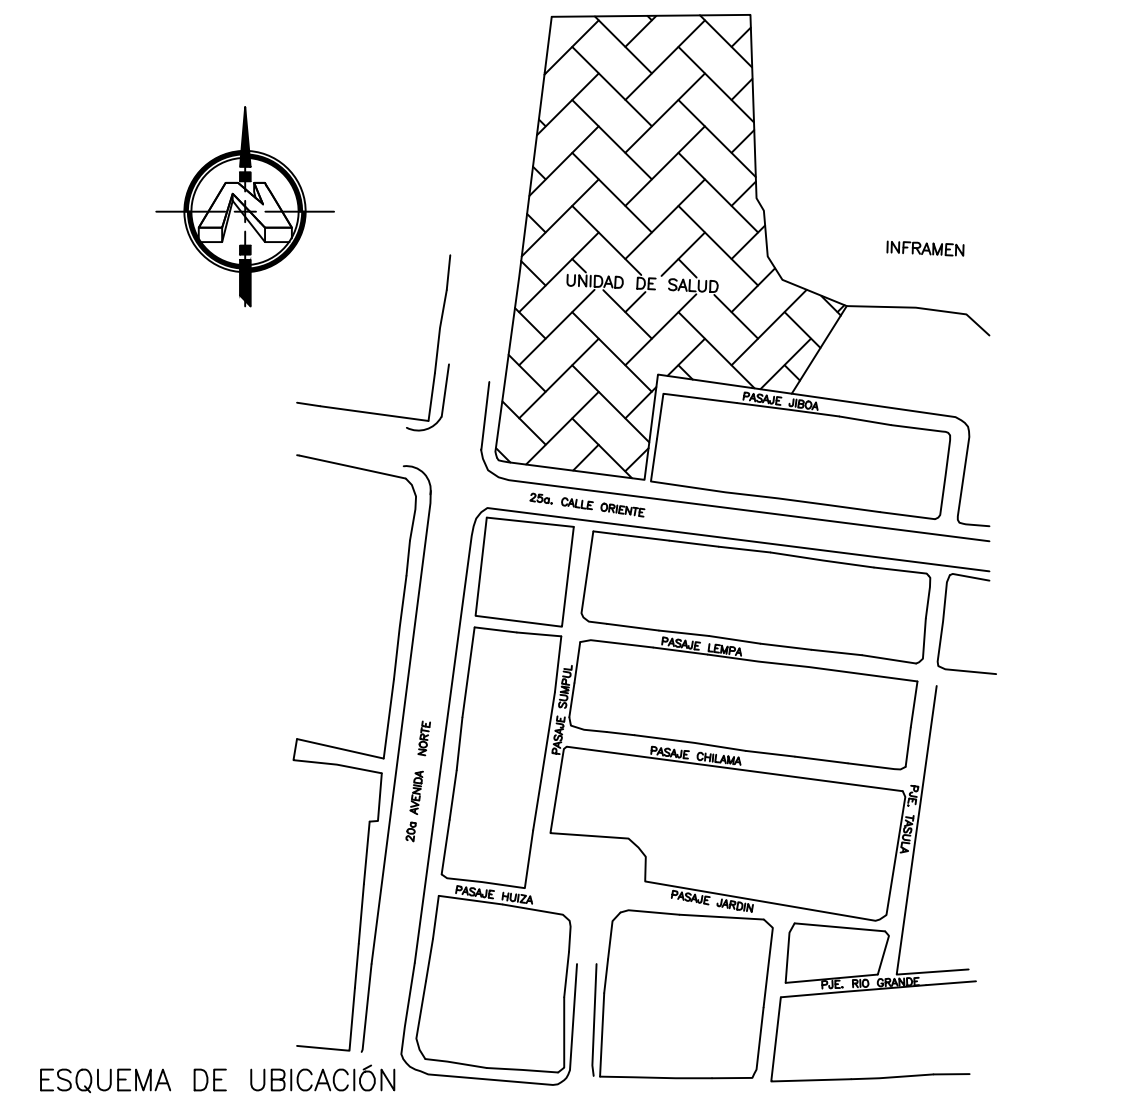 N
INFRAMEN
UNIDAD DE SALUD
PASAJE JIBOA
25a. CALLE ORIENTE
PASAJE LEMPA
PASAJE SUMPUL
20a AVENIDA NORTE
PASAJE CHILAMA
PJE. TASULA
PASAJE HUIZA
PASAJE JARDIN
PJE. RIO GRANDE
ESQUEMA DE UBICACIÓN